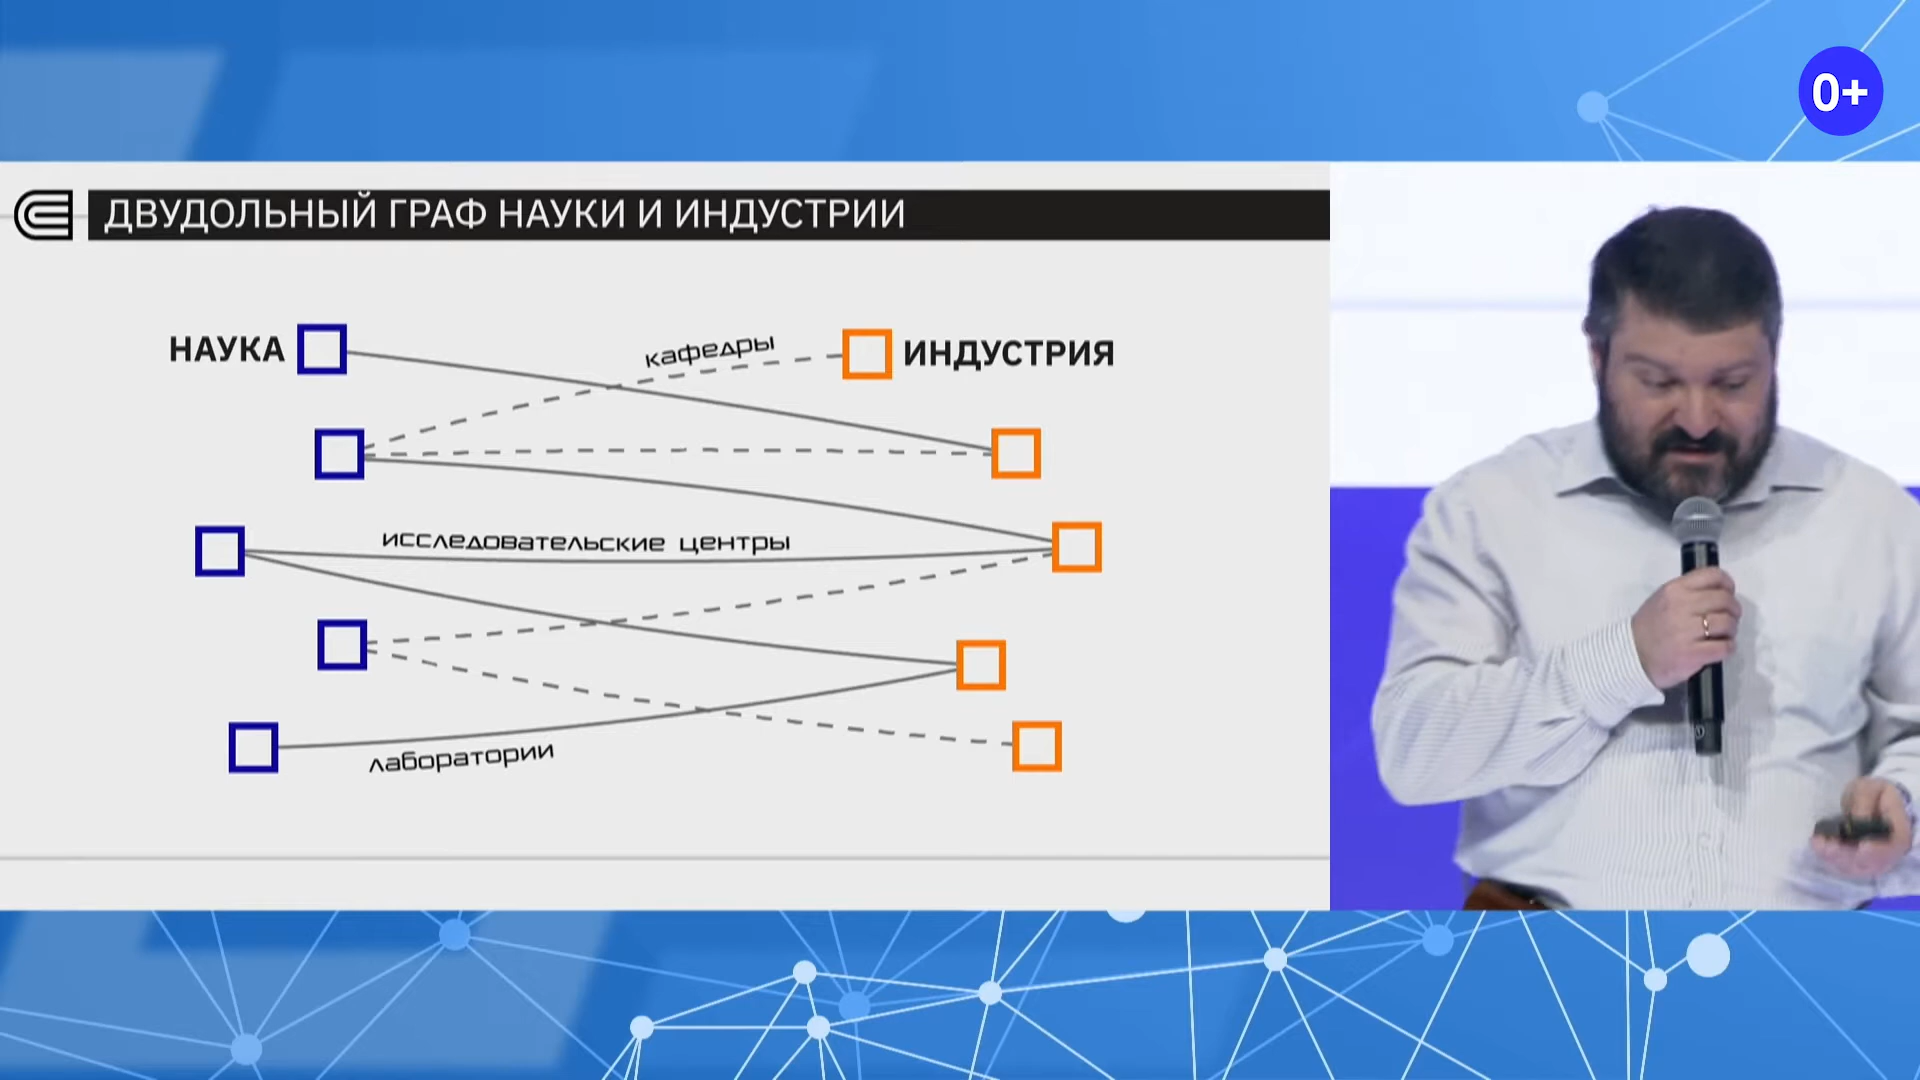 0+
ДВУДОЛЬНЫЙ ГРАФ НАУКИ И ИНДУСТРИИ
НАУКА
кафедры
ИНДУСТРИЯ
исследовательские центры
лаборатории